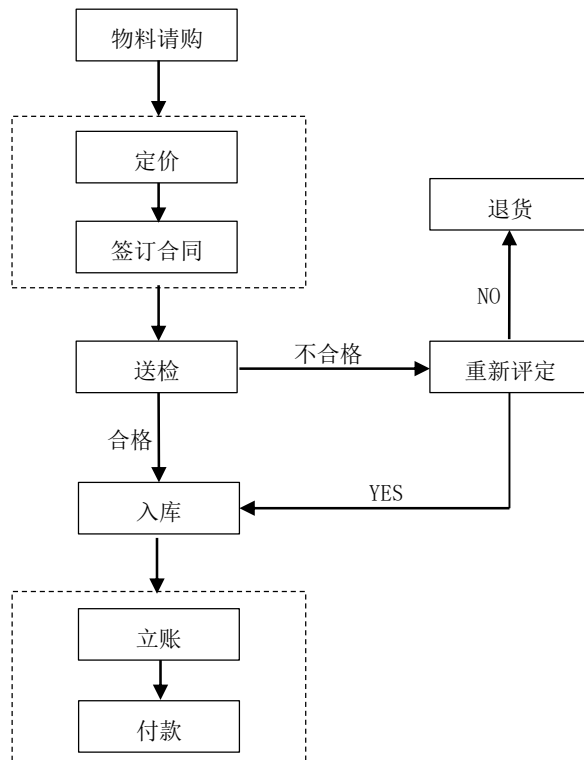 物料请购
定价
签订合同
退货
NO
送检
不合格
重新评定
合格
YES
入库
立账
付款